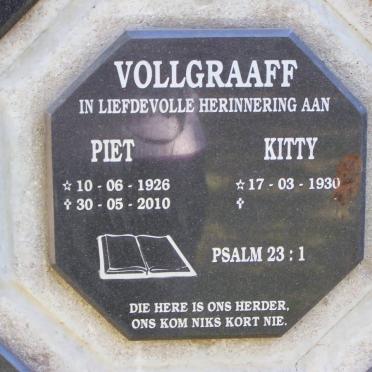 VOLLGRAAFF
IN LIEFDEVOLLE HERINNERING AAN
PIET KITTY
☆ 10 - 06 - 1926 ☆ 17 - 03 - 1930
✞ 30 - 05 - 2010 ✞
PSALM 23 : 1
DIE HERE IS ONS HERDER,
ONS KOM NIKS KORT NIE.